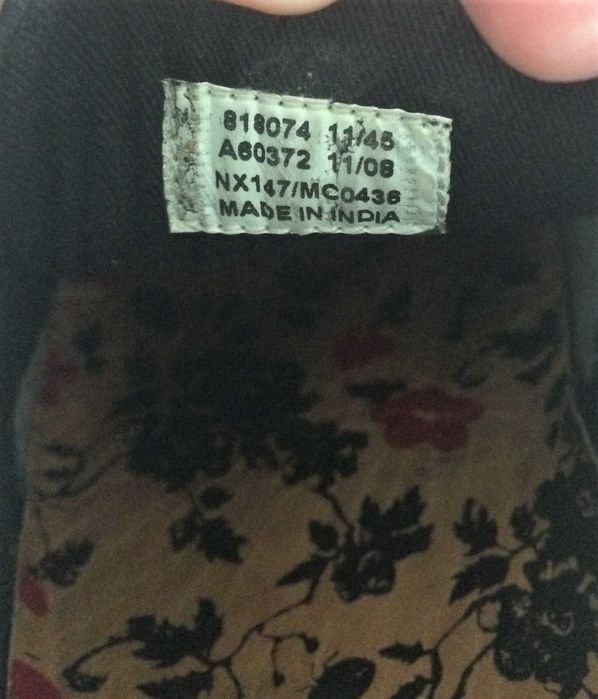 818074 11/45
A60372 11/08
NX147/MC0436
MADE IN INDIA